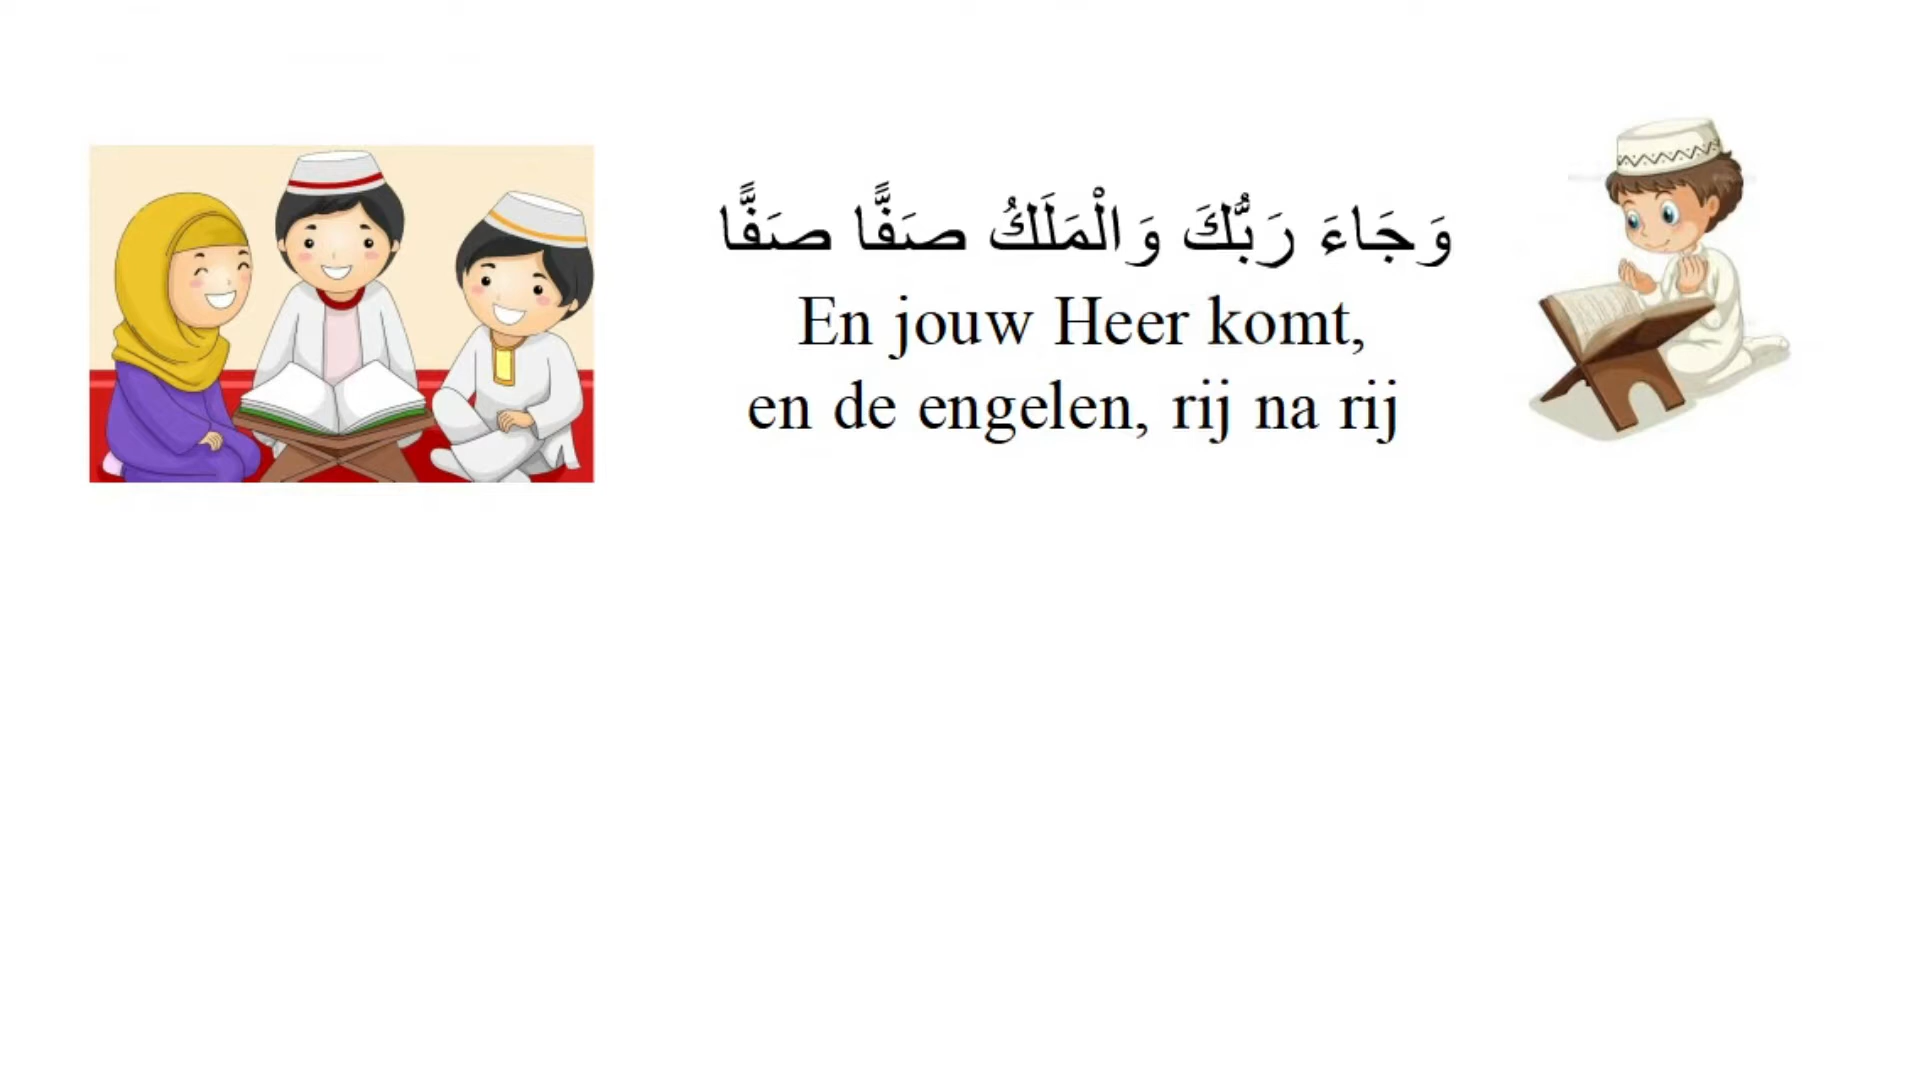 وَجَاءَ رَبُّكَ وَالْمَلَكُ صَفًّا صَفًّا
En jouw Heer komt,
en de engelen, rij na rij